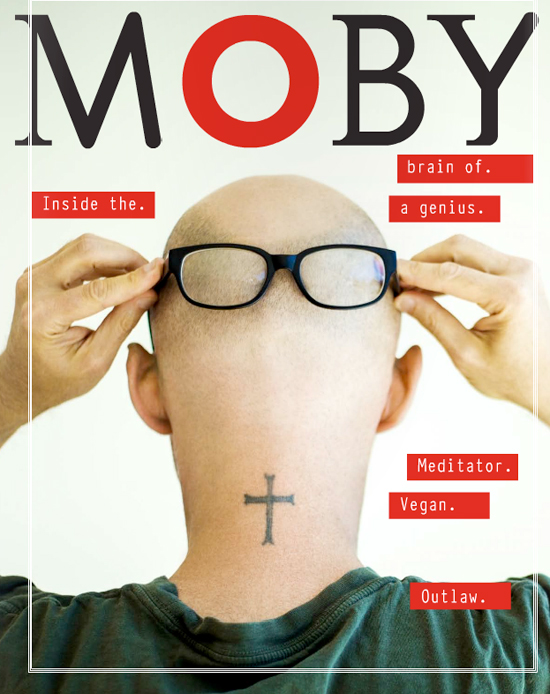 MOBY
Inside the.
brain of.
a genius.
Meditator.
Vegan.
Outlaw.